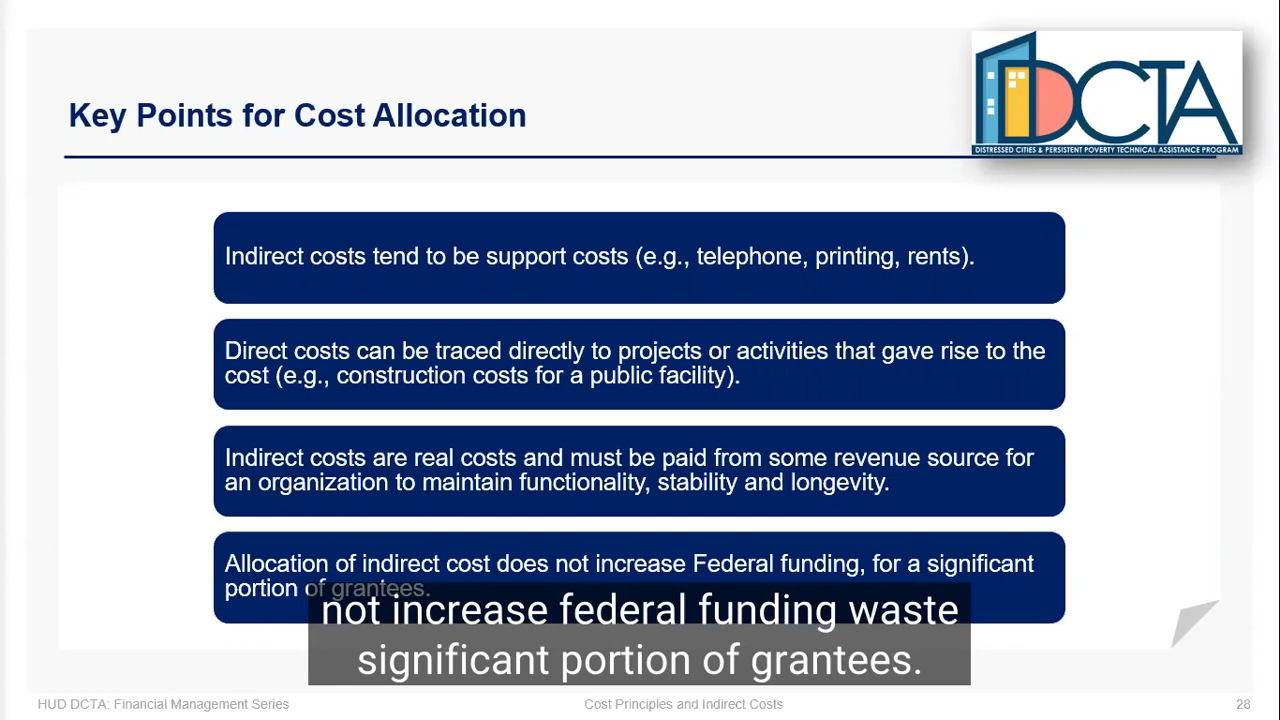 DCTA
DISTRESSED CITIES & PERSISTENT POVERTY TECHNICAL ASSISTANCE PROGRAM
Key Points for Cost Allocation
Indirect costs tend to be support costs (e.g., telephone, printing, rents).
Direct costs can be traced directly to projects or activities that gave rise to the
cost (e.g., construction costs for a public facility).
Indirect costs are real costs and must be paid from some revenue source for
an organization to maintain functionality, stability and longevity.
Allocation of indirect cost does not increase Federal funding, for a significant
portion of grantees.
not increase federal funding waste
significant portion of grantees.
HUD DCTA: Financial Management Series
Cost Principles and Indirect Costs
28